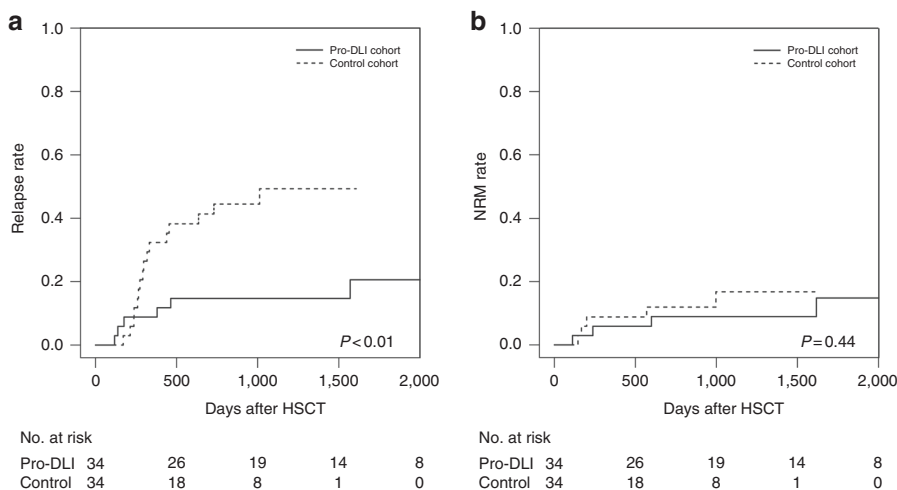 a
1.0
0.8
0.6
0.4
0.2
0.0
Relapse rate
Pro-DLI cohort
Control cohort
P<0.01
0 500 1,000 1,500 2,000
Days after HSCT
No. at risk
Pro-DLI 34 26 19 14 8
Control 34 18 8 1 0
b
1.0
0.8
0.6
0.4
0.2
0.0
NRM rate
Pro-DLI cohort
Control cohort
P=0.44
0 500 1,000 1,500 2,000
Days after HSCT
No. at risk
Pro-DLI 34 26 19 14 8
Control 34 18 8 1 0